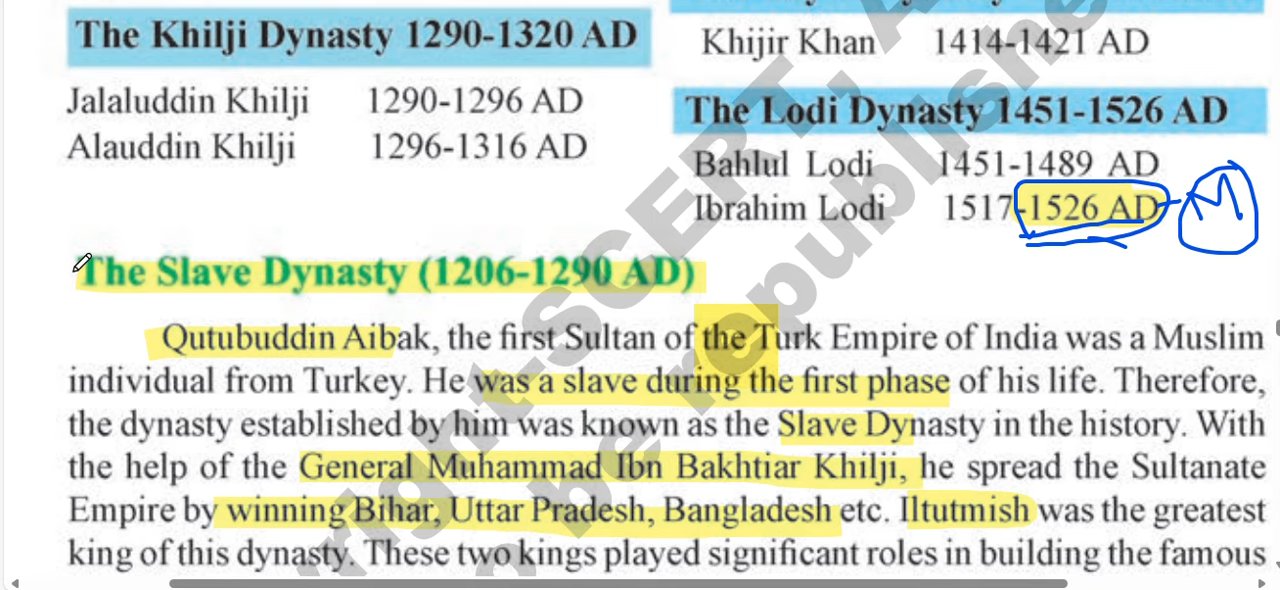 The Khilji Dynasty 1290-1320 AD
Jalaluddin Khilji 1290-1296 AD
Alauddin Khilji 1296-1316 AD
Khijir Khan 1414-1421 AD
The Lodi Dynasty 1451-1526 AD
Bahlul Lodi 1451-1489 AD
Ibrahim Lodi 1517-1526 AD
M
The Slave Dynasty (1206-1290 AD)
Qutubuddin Aibak, the first Sultan of the Turk Empire of India was a Muslim
individual from Turkey. He was a slave during the first phase of his life. Therefore,
the dynasty established by him was known as the Slave Dynasty in the history. With
the help of the General Muhammad Ibn Bakhtiar Khilji, he spread the Sultanate
Empire by winning Bihar, Uttar Pradesh, Bangladesh etc. Iltutmish was the greatest
king of this dynasty. These two kings played significant roles in building the famous